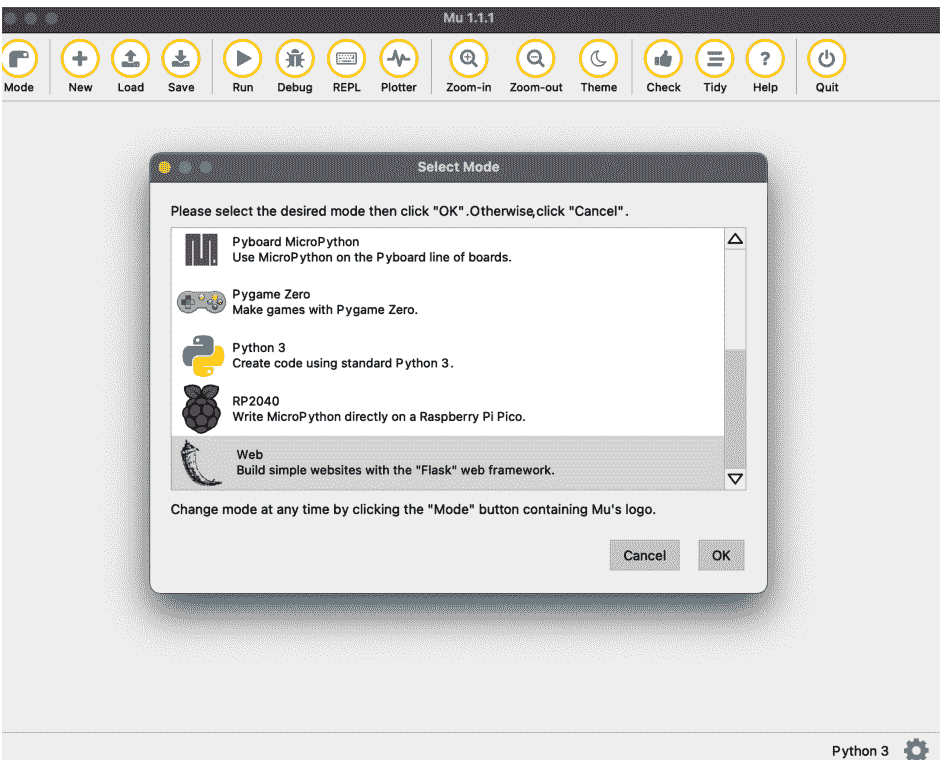 Mu 1.1.1
Mode New Load Save Run Debug REPL Plotter Zoom-in Zoom-out Theme Check Tidy Help Quit
Select Mode
Please select the desired mode then click "OK".Otherwise,click "Cancel".
Pyboard MicroPython
Use MicroPython on the Pyboard line of boards.
Pygame Zero
Make games with Pygame Zero.
Python 3
Create code using standard Python 3.
RP2040
Write MicroPython directly on a Raspberry Pi Pico.
Web
Build simple websites with the "Flask" web framework.
Change mode at any time by clicking the "Mode" button containing Mu's logo.
Cancel OK
Python 3